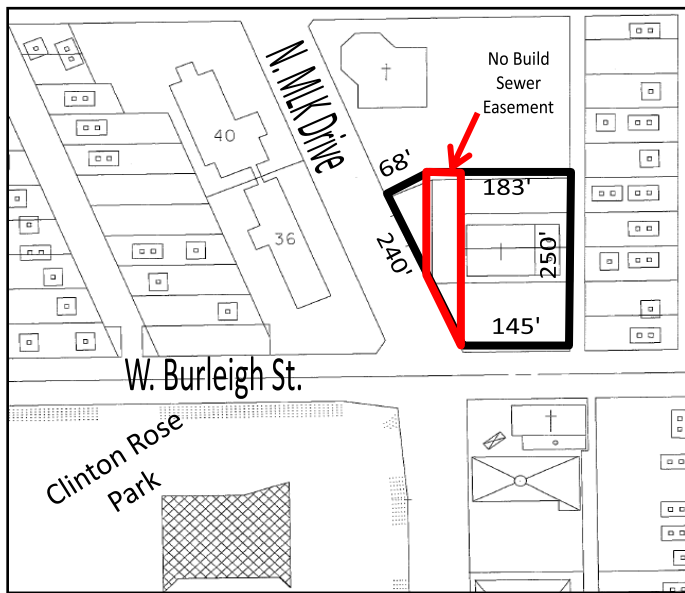 N. MLK Drive
No Build
Sewer
Easement
40
68'
183'
36
240'
250'
145'
W. Burleigh St.
Clinton Rose
Park